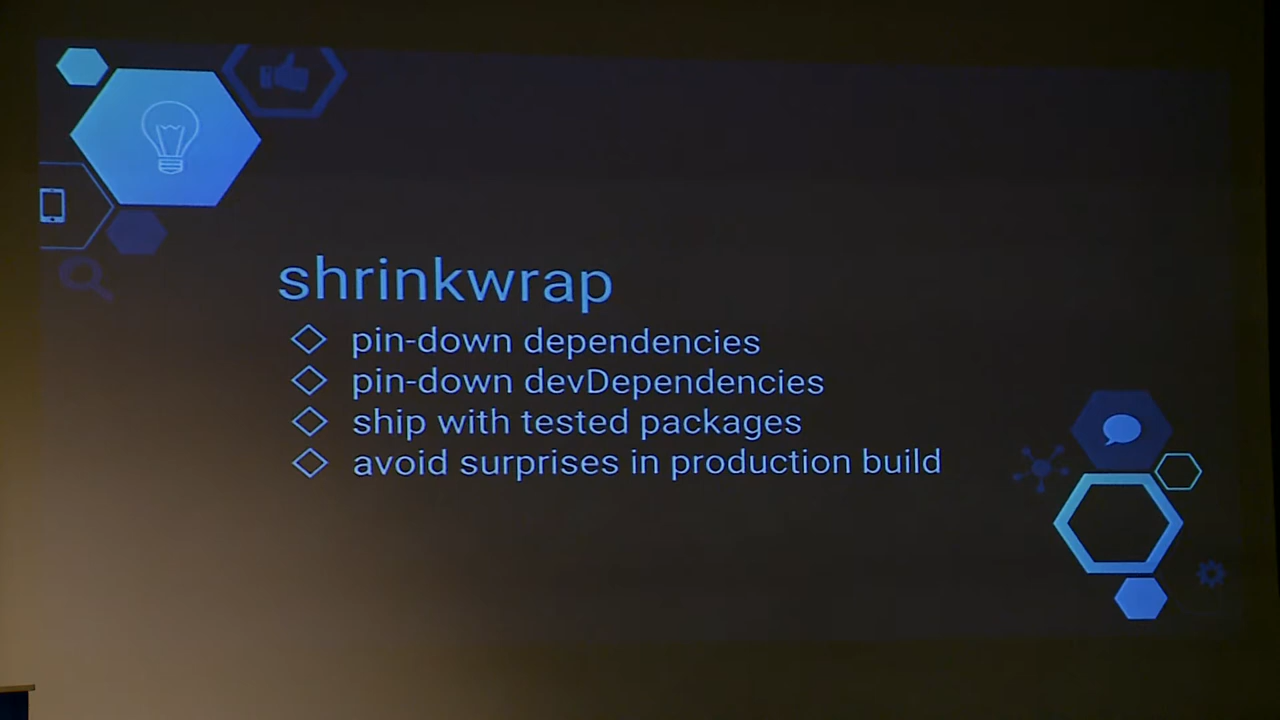 shrinkwrap
pin-down dependencies
pin-down devDependencies
ship with tested packages
avoid surprises in production build